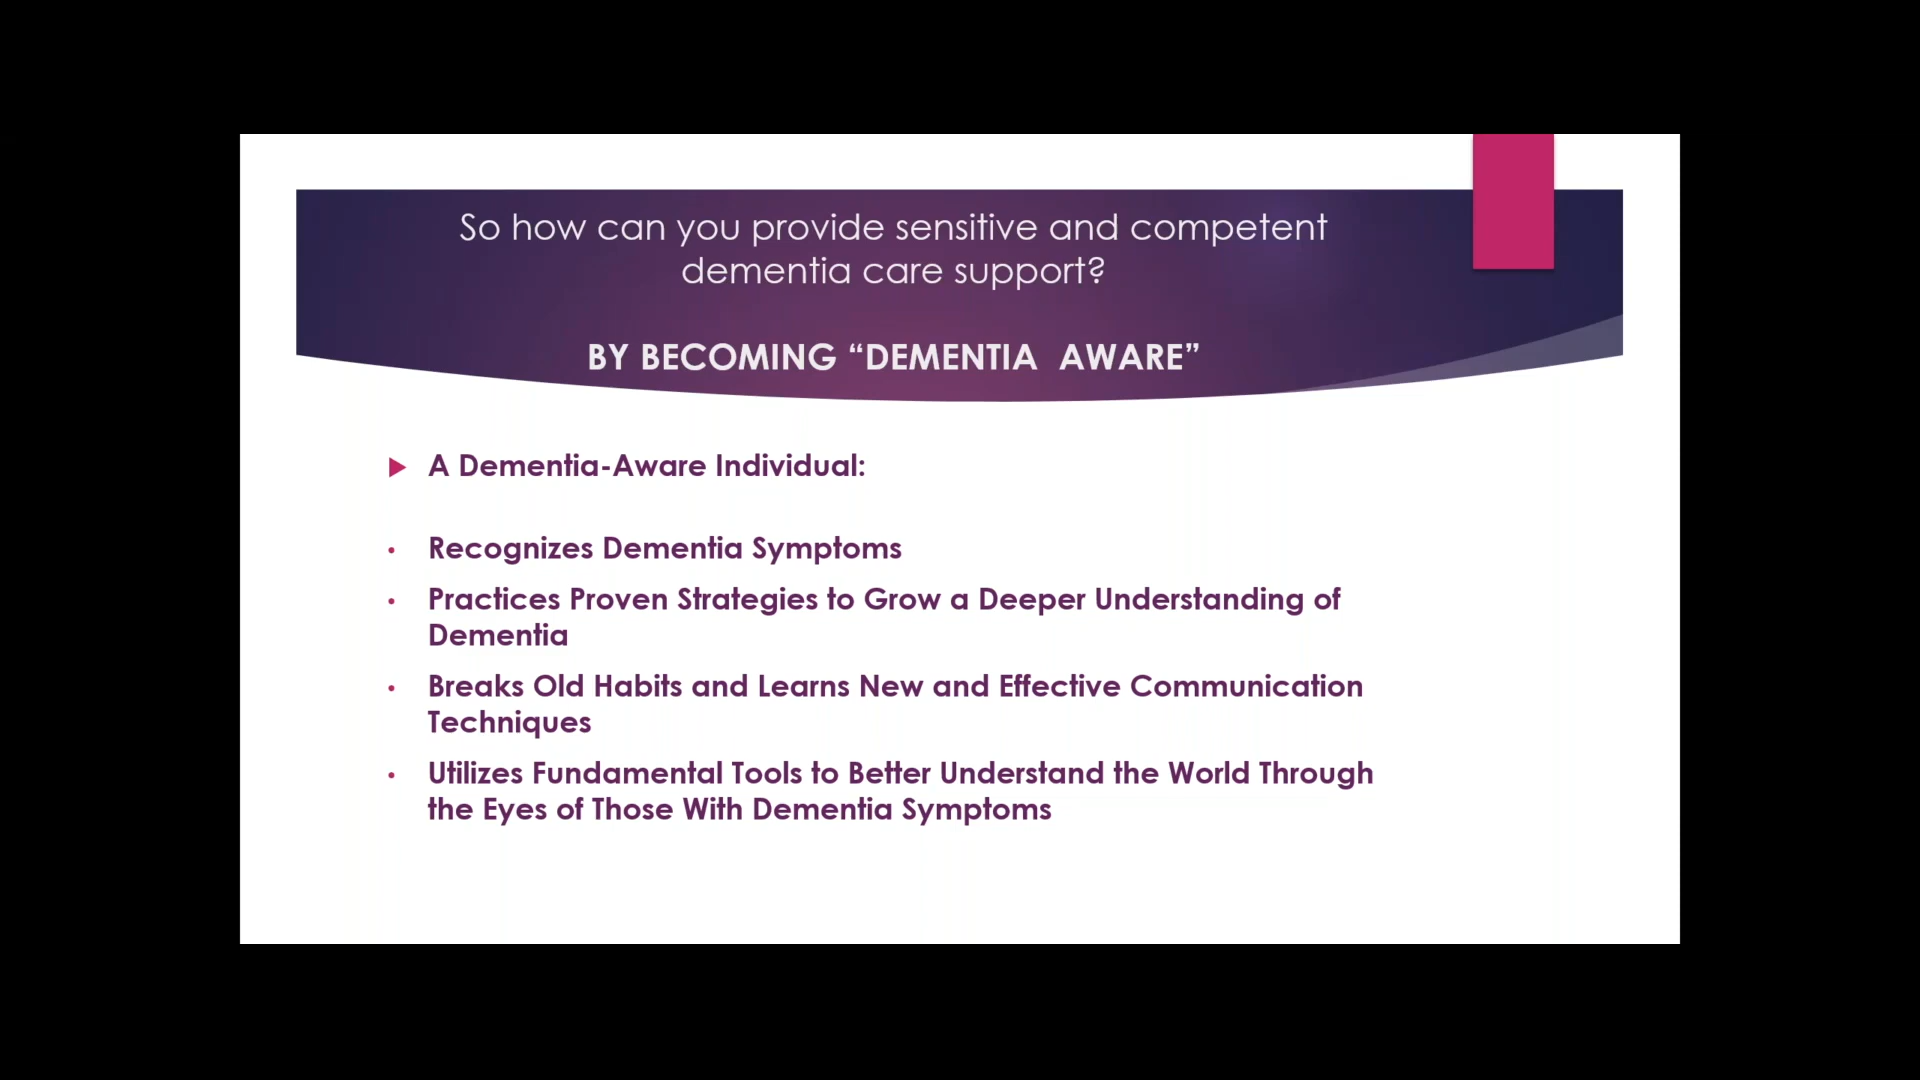 So how can you provide sensitive and competent
dementia care support?
BY BECOMING “DEMENTIA  AWARE”
A Dementia-Aware Individual:
Recognizes Dementia Symptoms
Practices Proven Strategies to Grow a Deeper Understanding of
Dementia
Breaks Old Habits and Learns New and Effective Communication
Techniques
Utilizes Fundamental Tools to Better Understand the World Through
the Eyes of Those With Dementia Symptoms